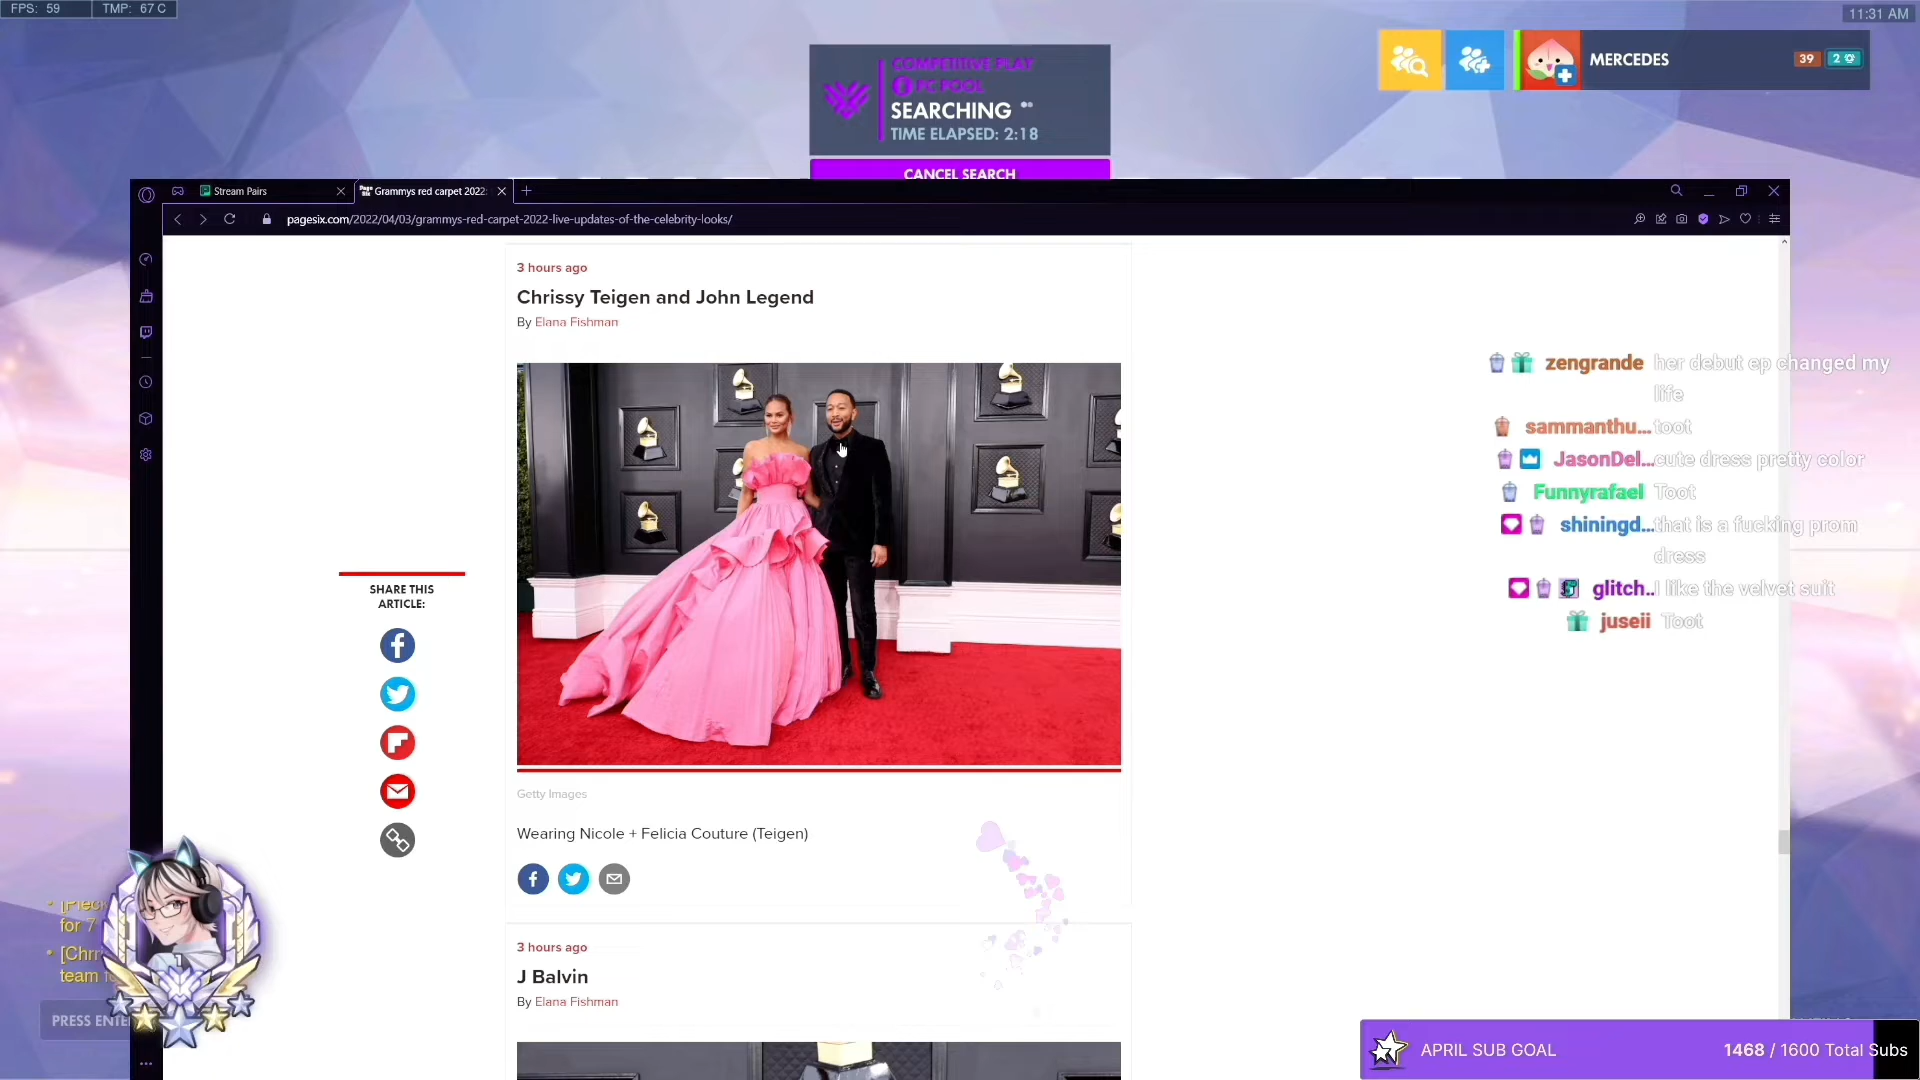 FPS: 59
TMP: 67 C
11:31 AM
COMPETITIVE PLAY
PC POOL
SEARCHING
TIME ELAPSED: 2:18
CANCEL SEARCH
MERCEDES
39
2
Stream Pairs
Grammys red carpet 2022:
pagesix.com/2022/04/03/grammys-red-carpet-2022-live-updates-of-the-celebrity-looks/
3 hours ago
Chrissy Teigen and John Legend
By Elana Fishman
SHARE THIS
ARTICLE:
Getty Images
Wearing Nicole + Felicia Couture (Teigen)
3 hours ago
J Balvin
By Elana Fishman
zengrande her debut ep changed my
life
sammanthu... toot
JasonDel... cute dress pretty color
Funnyrafael Toot
shiningd... that is a fucking prom
dress
glitch... I like the velvet suit
juseii Toot
for 7
team
PRESS ENTE
APRIL SUB GOAL
1468 / 1600 Total Subs